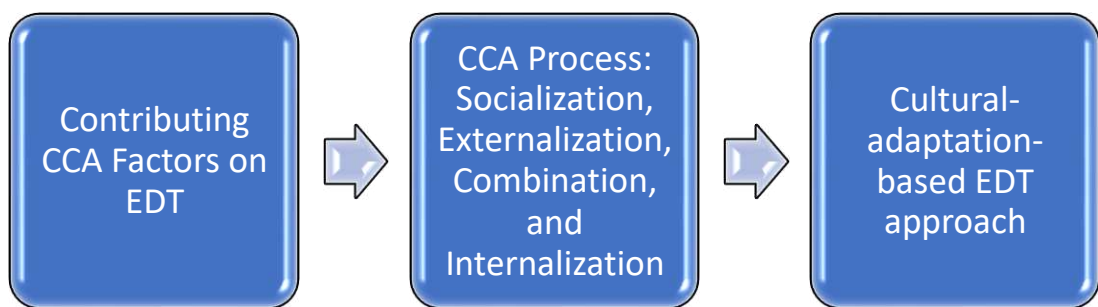 Contributing
CCA Factors on
EDT
CCA Process:
Socialization,
Externalization,
Combination,
and
Internalization
Cultural-
adaptation-
based EDT
approach